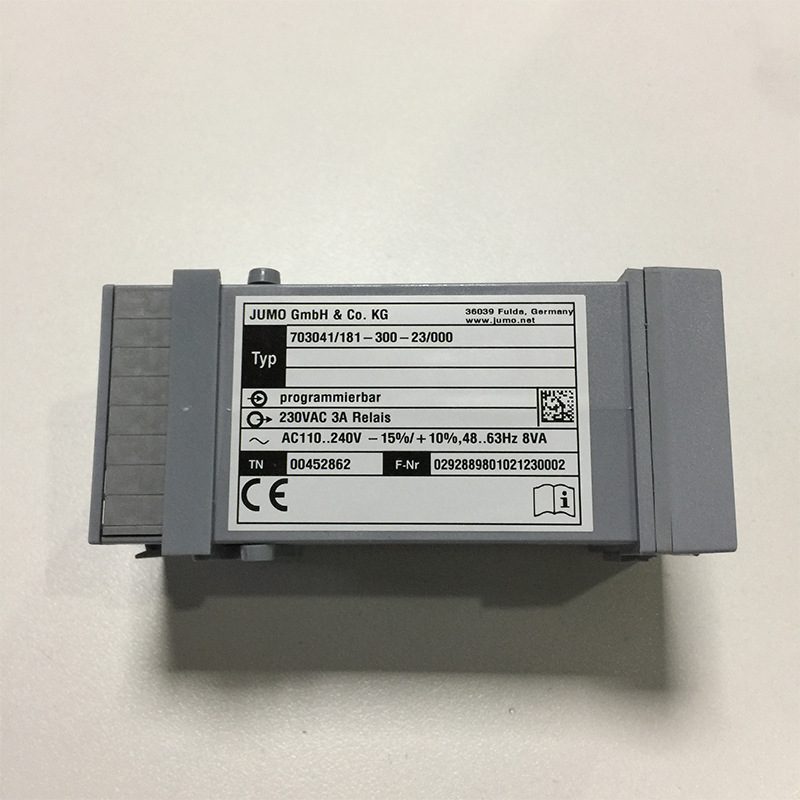 JUMO GmbH & Co. KG
36039 Fulda, Germany
www.jumo.net
Typ
703041/181-300-23/000
programmierbar
230VAC 3A Relais
AC110..240V -15%/+10%,48..63Hz 8VA
TN 00452862 F-Nr 0292889801021230002
CE
i